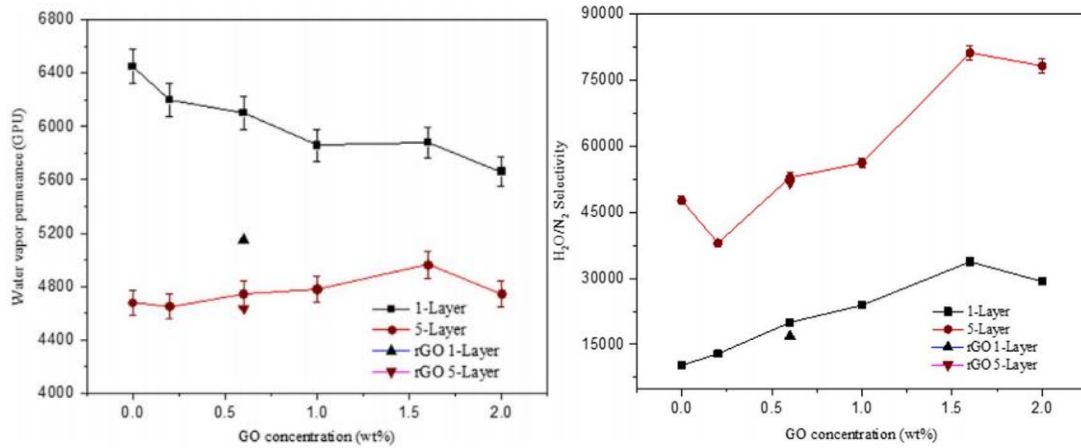 6800
6400
6000
5600
5200
4800
4400
4000
Water vapor permeance (GPU)
1-Layer
5-Layer
rGO 1-Layer
rGO 5-Layer
0.0 0.5 1.0 1.5 2.0
GO concentration (wt%)
90000
75000
60000
45000
30000
15000
H₂O/N₂ Selectivity
1-Layer
5-Layer
rGO 1-Layer
rGO 5-Layer
0.0 0.5 1.0 1.5 2.0
GO concentration (wt%)